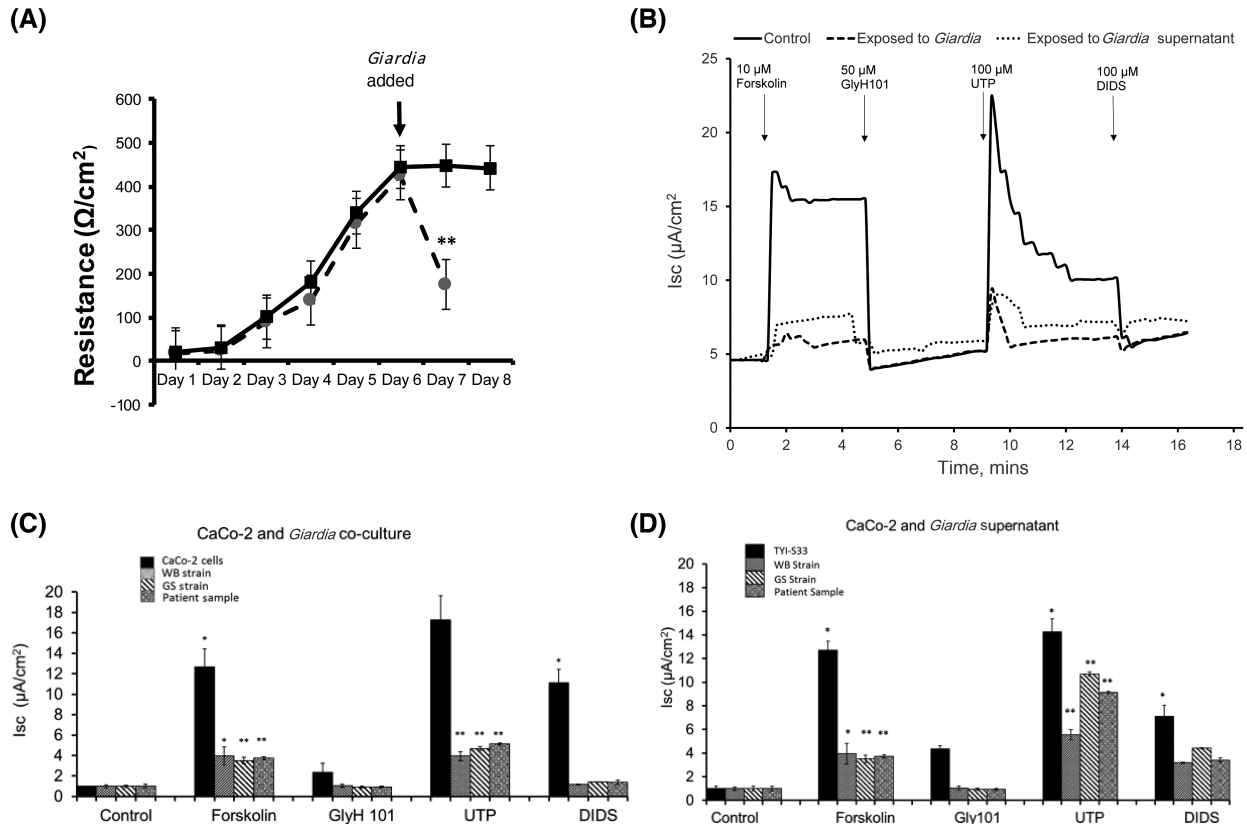 (A)
Giardia
added
600
500
400
300
200
100
0
-100
Resistance (Ω/cm²)
**
Day 1 Day 2 Day 3 Day 4 Day 5 Day 6 Day 7 Day 8
(B)
Control Exposed to Giardia Exposed to Giardia supernatant
25
20
15
10
5
0
Isc (μA/cm²
10 μM
Forskolin
50 μM
GlyH101
100 μM
UTP
100 μM
DIDS
0 2 4 6 8 10 12 14 16 18
Time, mins
(C)
CaCo-2 and Giardia co-culture
CaCo-2 cells
WB strain
GS strain
Patient sample
20
18
16
14
12
10
8
6
4
2
0
Isc (μA/cm²)
*
* ** **
** ** **
*
Control Forskolin GlyH 101 UTP DIDS
(D)
CaCo-2 and Giardia supernatant
TYI-S33
WB Strain
GS Strain
Patient Sample
20
18
16
14
12
10
8
6
4
2
0
Isc (μA/cm²)
*
* ** **
*
** ** **
*
Control Forskolin Gly101 UTP DIDS